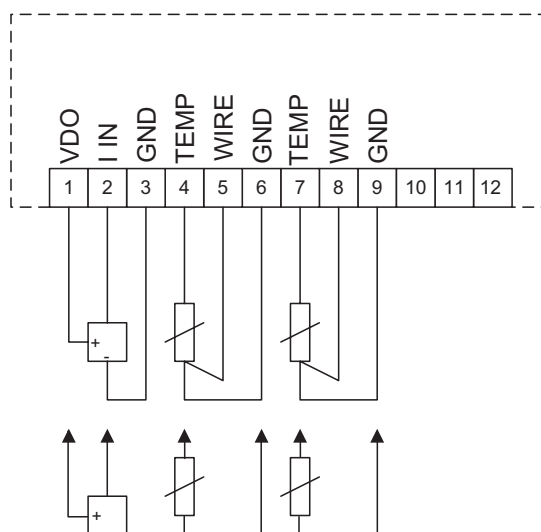 VDO
I IN
GND
TEMP
WIRE
GND
TEMP
WIRE
GND
1 2 3 4 5 6 7 8 9 10 11 12
+
-
+